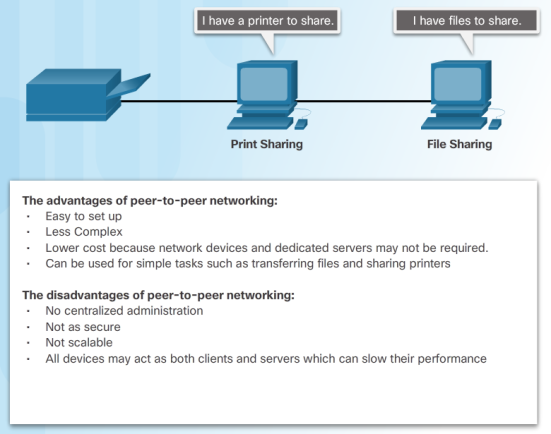 I have a printer to share.
I have files to share.
Print Sharing
File Sharing
The advantages of peer-to-peer networking:
· Easy to set up
· Less Complex
· Lower cost because network devices and dedicated servers may not be required.
· Can be used for simple tasks such as transferring files and sharing printers
The disadvantages of peer-to-peer networking:
· No centralized administration
· Not as secure
· Not scalable
· All devices may act as both clients and servers which can slow their performance